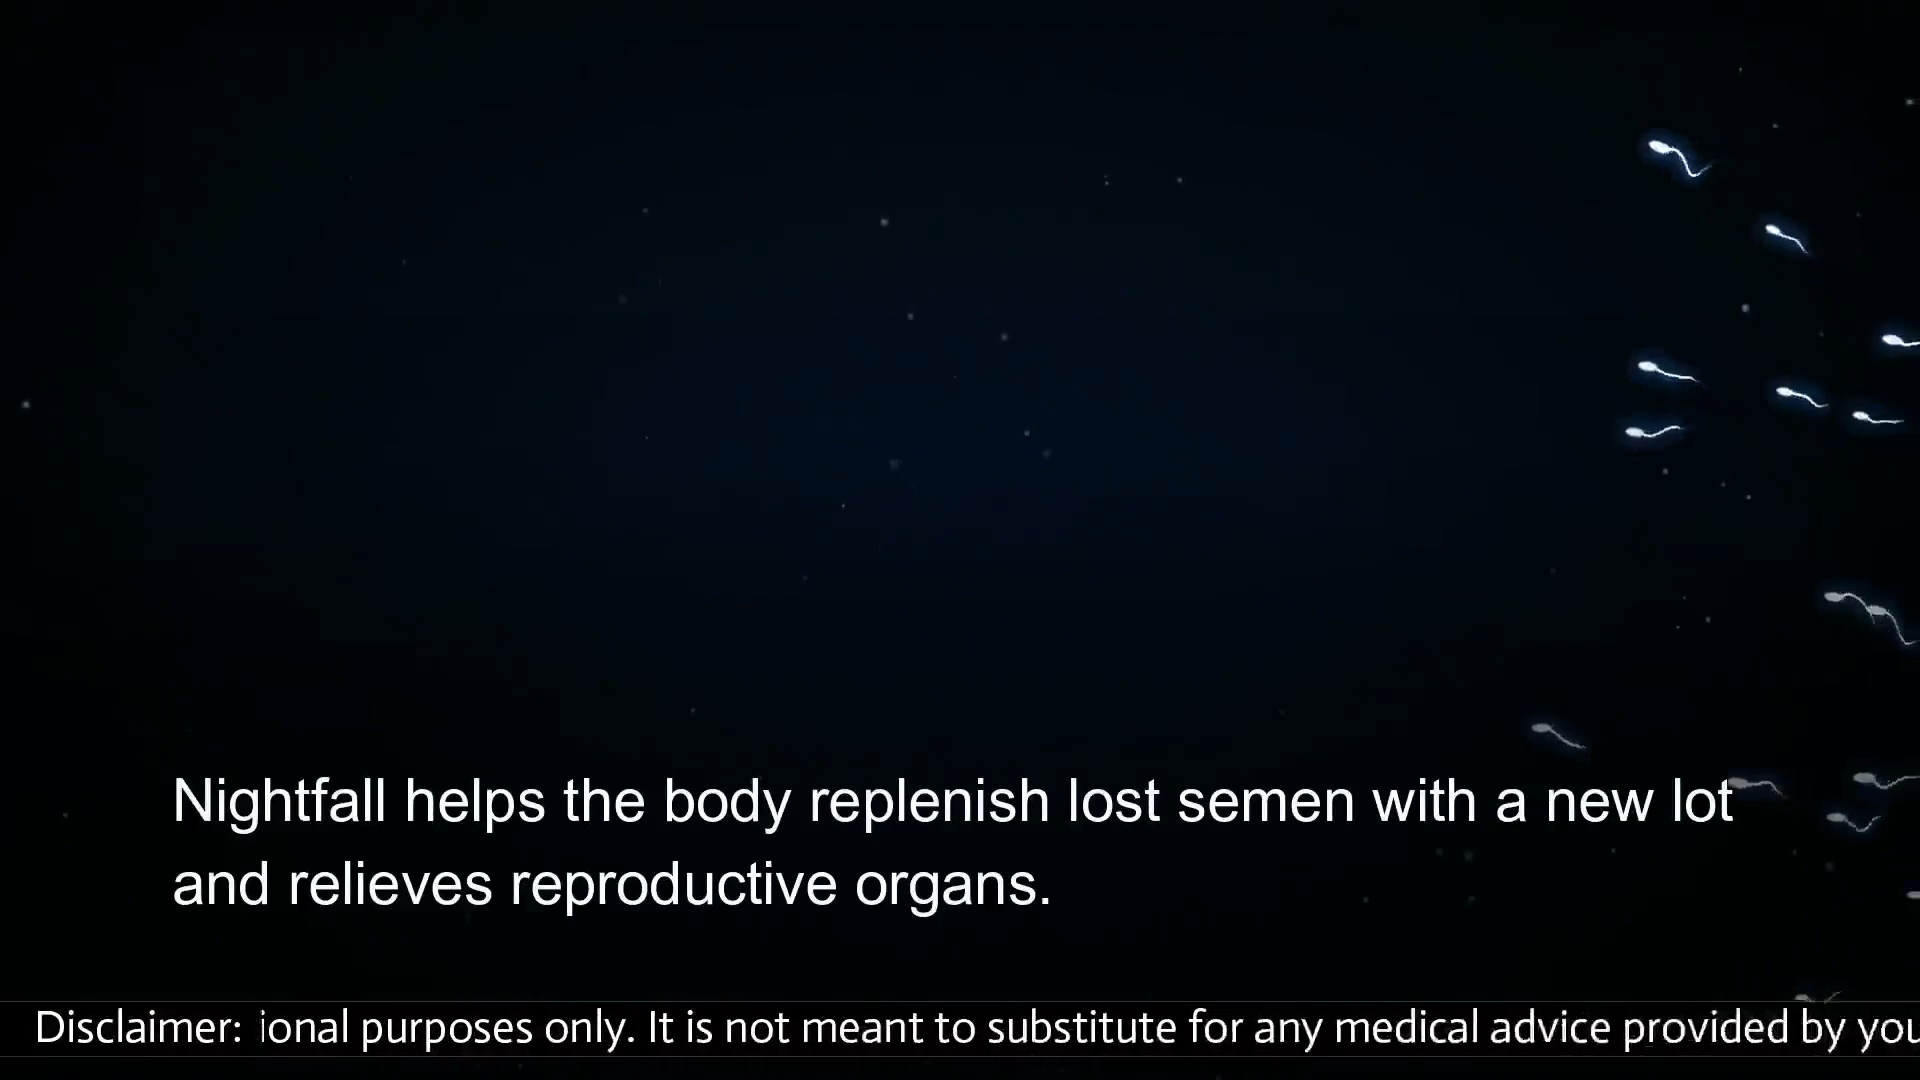 Nightfall helps the body replenish lost semen with a new lot
and relieves reproductive organs.
Disclaimer: ional purposes only. It is not meant to substitute for any medical advice provided by you